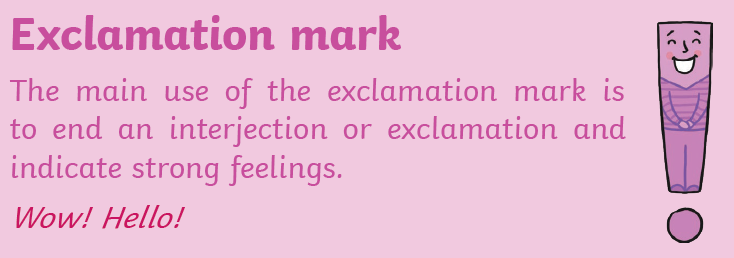 Exclamation mark
The main use of the exclamation mark is
to end an interjection or exclamation and
indicate strong feelings.
Wow! Hello!